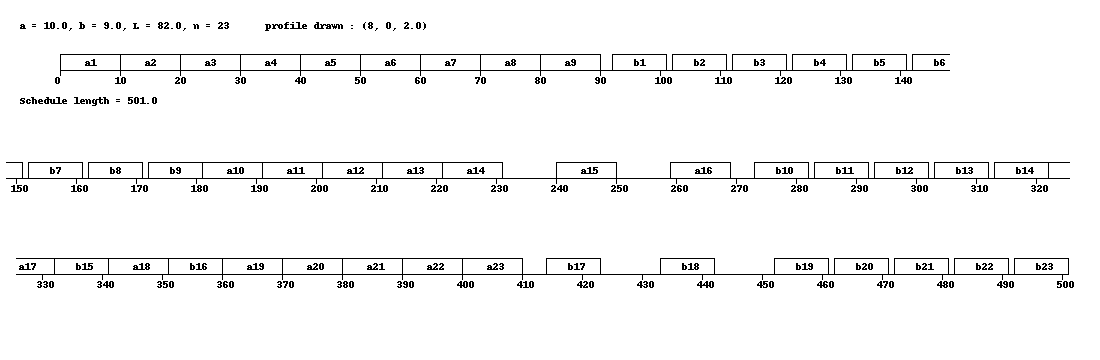 a = 10.0, b = 9.0, L = 82.0, n = 23 profile drawn : (8, 0, 2.0)
a1 a2 a3 a4 a5 a6 a7 a8 a9 b1 b2 b3 b4 b5 b6
0 10 20 30 40 50 60 70 80 90 100 110 120 130 140
Schedule length = 501.0
b7 b8 b9 a10 a11 a12 a13 a14 a15 a16 b10 b11 b12 b13 b14
150 160 170 180 190 200 210 220 230 240 250 260 270 280 290 300 310 320
a17 b15 a18 b16 a19 a20 a21 a22 a23 b17 b18 b19 b20 b21 b22 b23
330 340 350 360 370 380 390 400 410 420 430 440 450 460 470 480 490 500